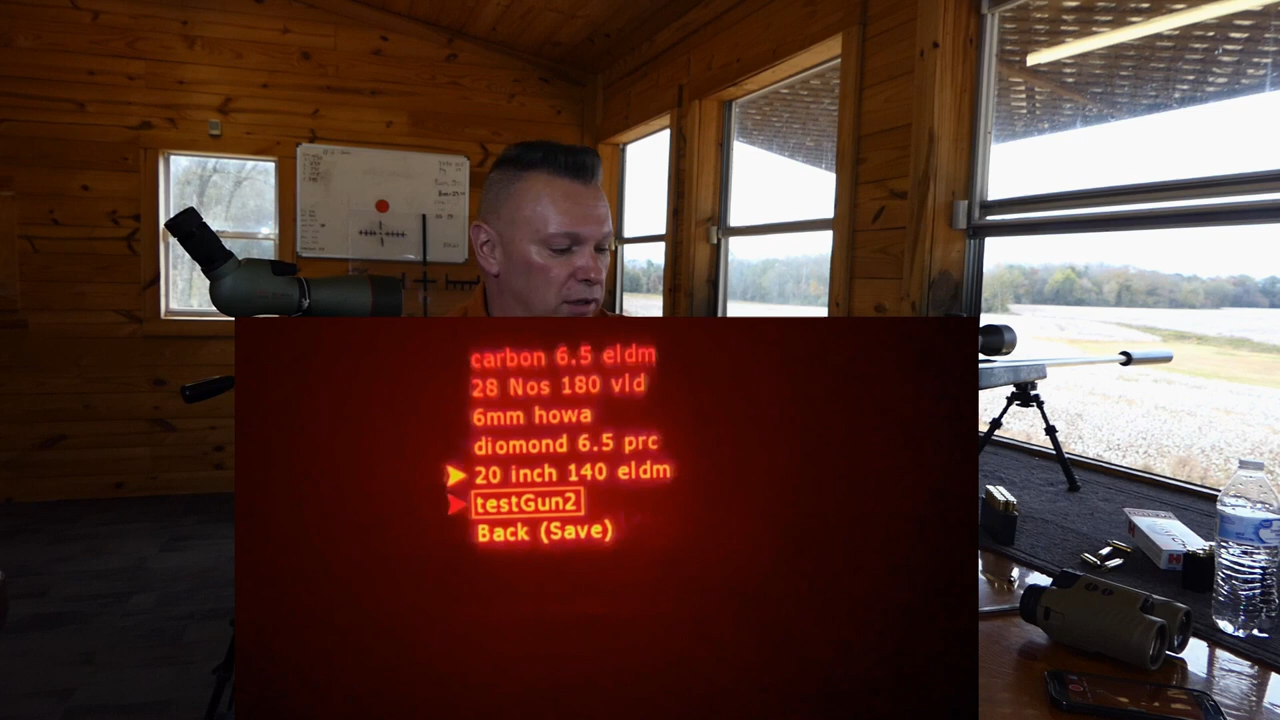 carbon 6.5 eldm
28 Nos 180 vld
6mm howa
diomond 6.5 prc
20 inch 140 eldm
testGun2
Back (Save)